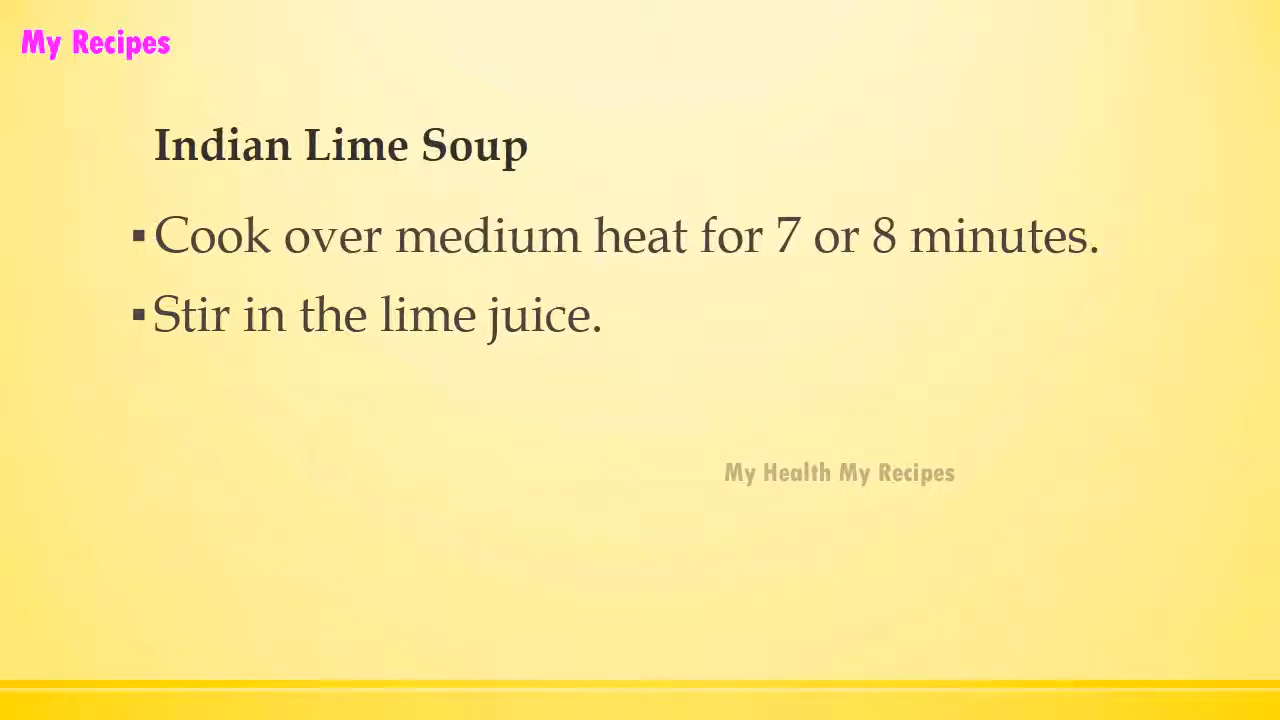 My Recipes
Indian Lime Soup
▪Cook over medium heat for 7 or 8 minutes.
▪Stir in the lime juice.
My Health My Recipes